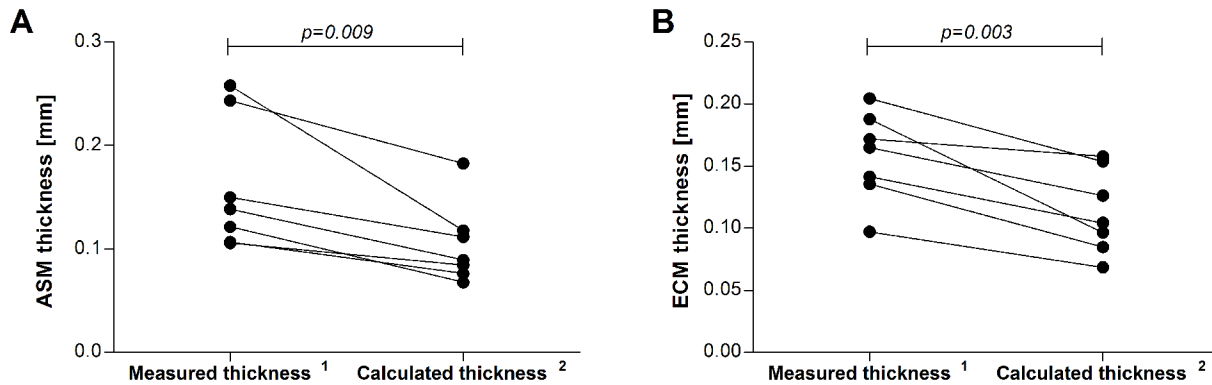 A
p=0.009
0.3
0.2
0.1
0.0
ASM thickness [mm]
Measured thickness 1
Calculated thickness 2
B
p=0.003
0.25
0.20
0.15
0.10
0.05
0.00
ECM thickness [mm]
Measured thickness 1
Calculated thickness 2